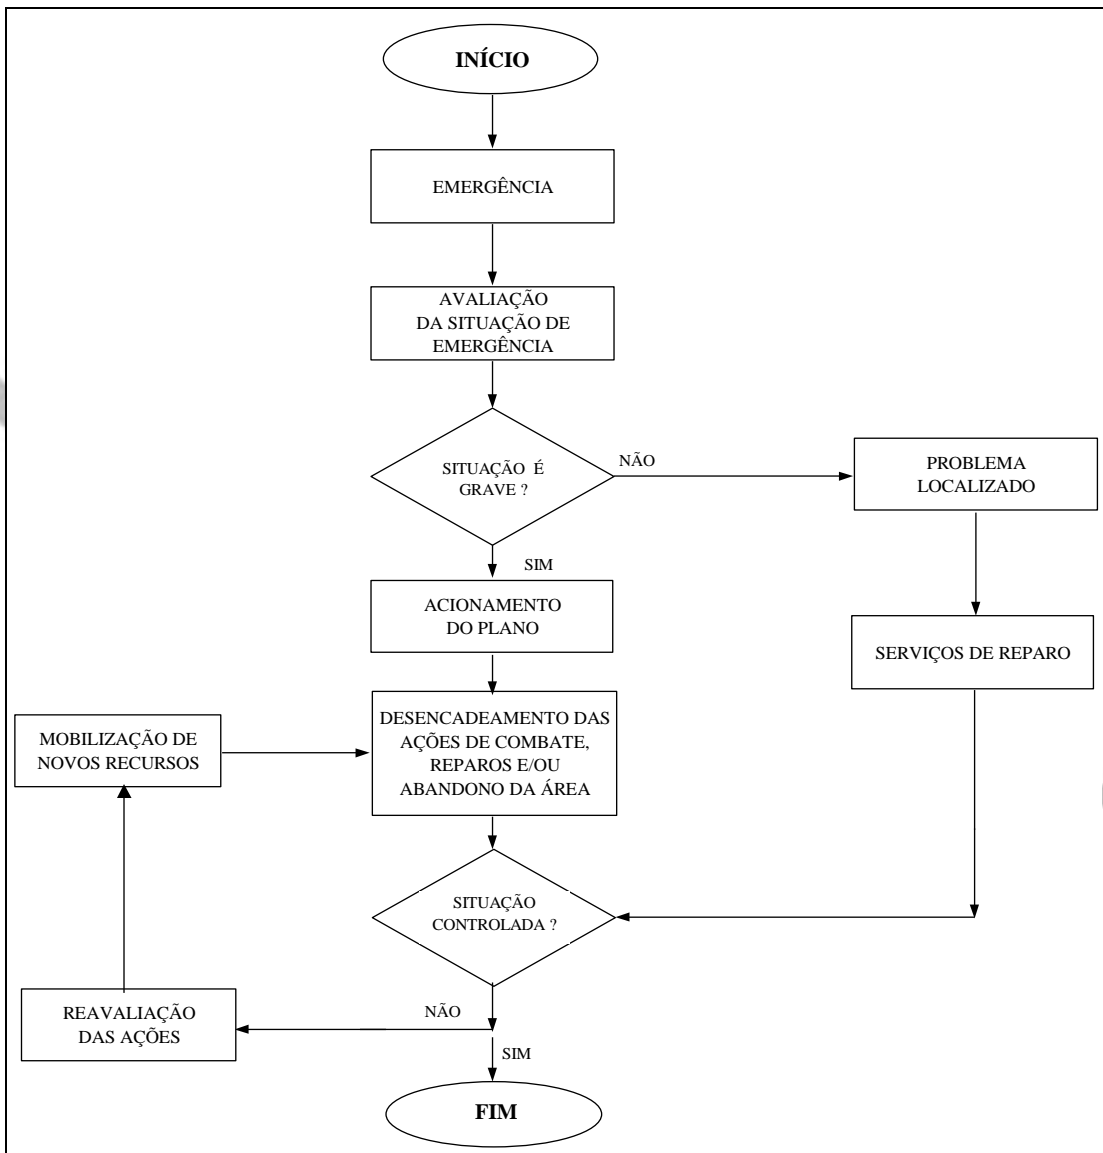 INÍCIO
EMERGÊNCIA
AVALIAÇÃO
DA SITUAÇÃO DE
EMERGÊNCIA
SITUAÇÃO É
GRAVE ?
NÃO
PROBLEMA
LOCALIZADO
SIM
ACIONAMENTO
DO PLANO
SERVIÇOS DE REPARO
MOBILIZAÇÃO DE
NOVOS RECURSOS
DESENCADEAMENTO DAS
AÇÕES DE COMBATE,
REPAROS E/OU
ABANDONO DA ÁREA
SITUAÇÃO
CONTROLADA ?
REAVALIAÇÃO
DAS AÇÕES
NÃO
SIM
FIM